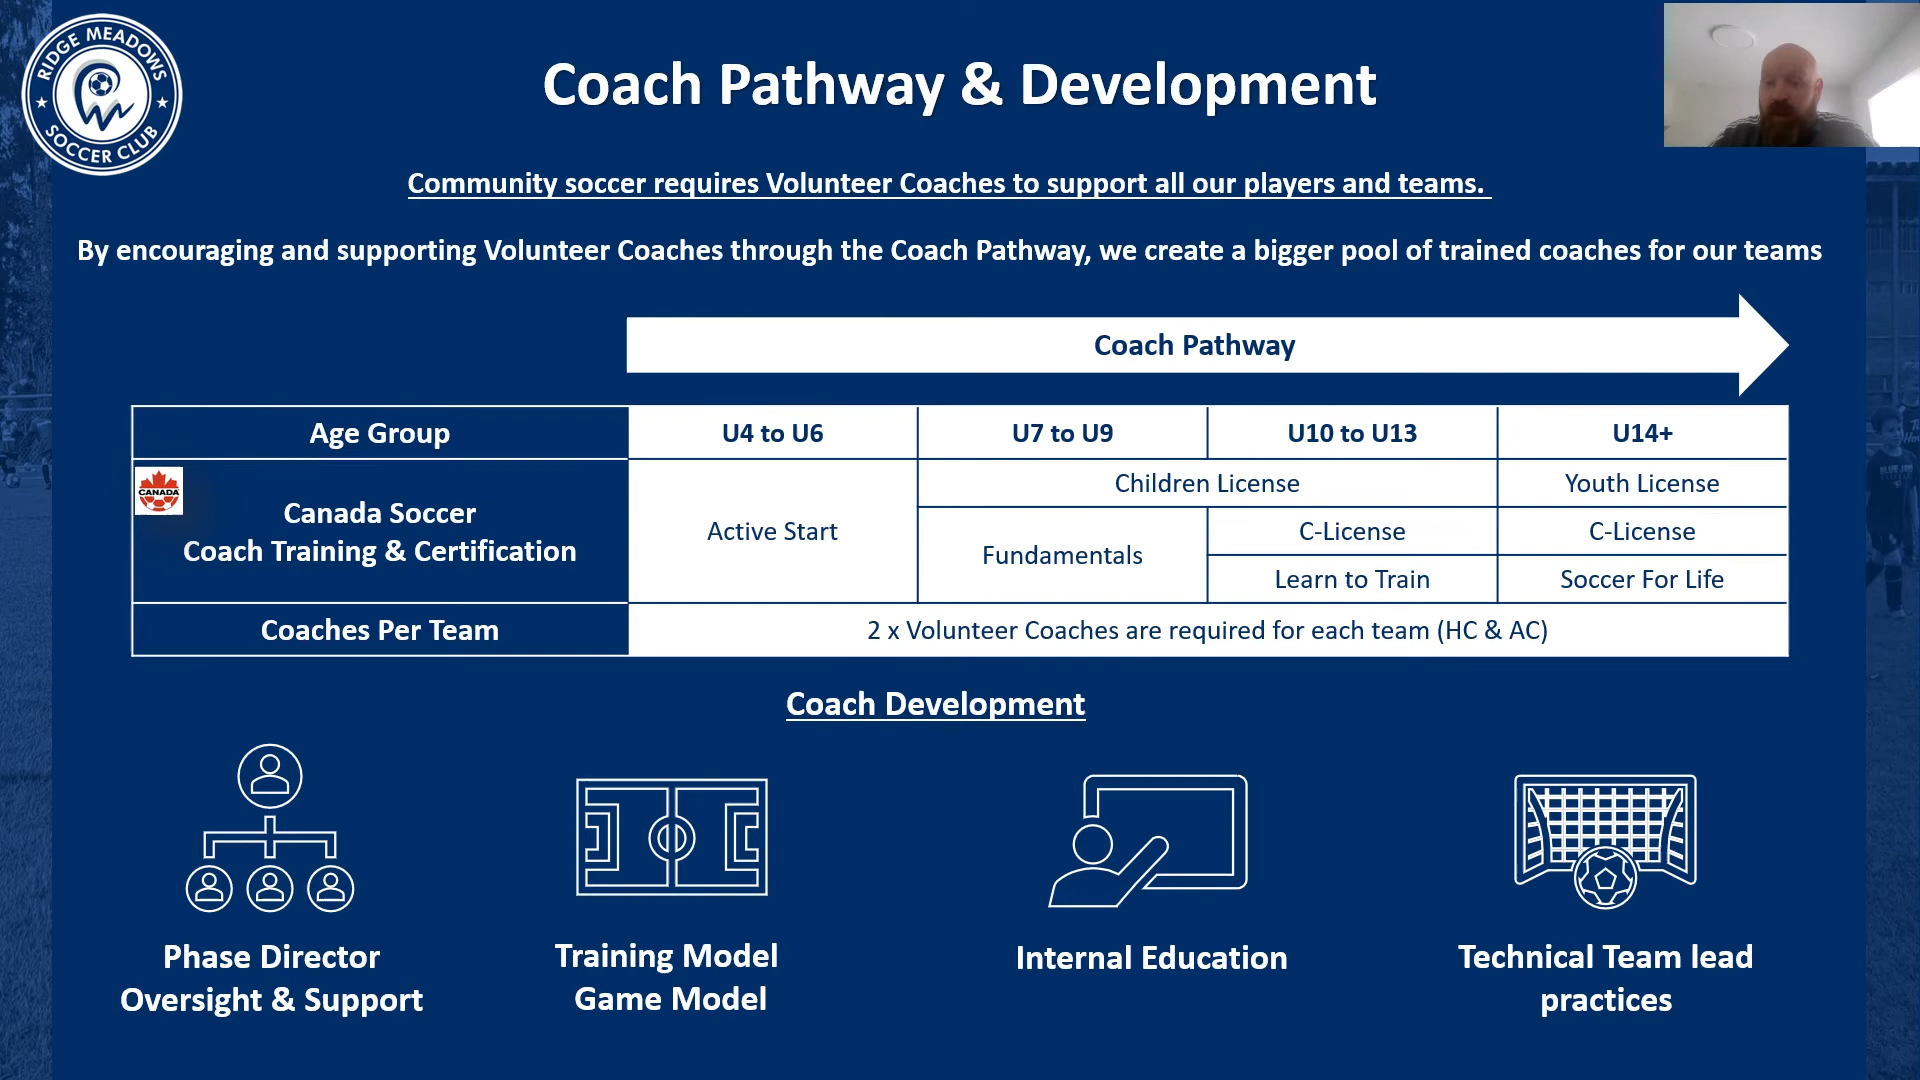 RIDGE MEADOWS
SOCCER CLUB
Coach Pathway & Development
Community soccer requires Volunteer Coaches to support all our players and teams.
By encouraging and supporting Volunteer Coaches through the Coach Pathway, we create a bigger pool of trained coaches for our teams
Coach Pathway
Age Group
U4 to U6
U7 to U9
U10 to U13
U14+
CANADA
Canada Soccer
Coach Training & Certification
Active Start
Children License
Youth License
Fundamentals
C-License
C-License
Learn to Train
Soccer For Life
Coaches Per Team
2 x Volunteer Coaches are required for each team (HC & AC)
Coach Development
Phase Director
Oversight & Support
Training Model
Game Model
Internal Education
Technical Team lead
practices